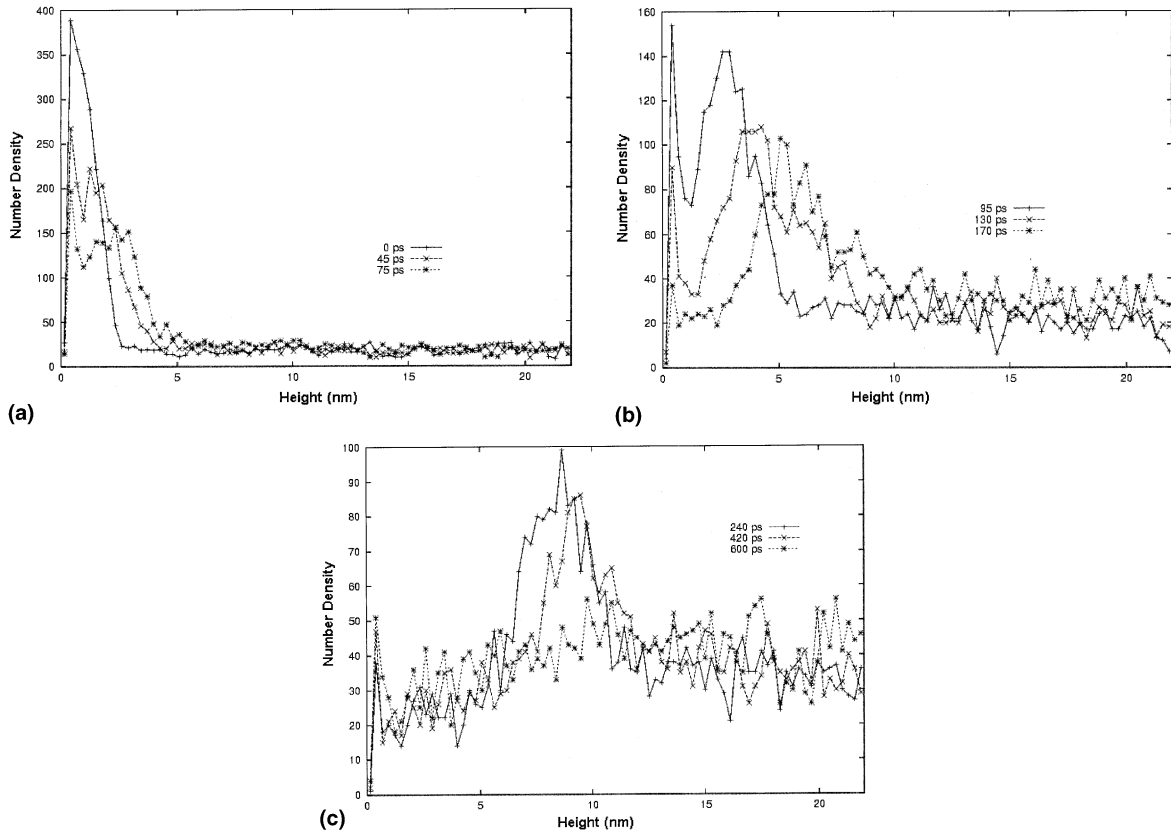 400
350
300
250
200
150
100
50
0
Number Density
0 ps
45 ps
75 ps
0
5
10
15
20
Height (nm)
(a)
160
140
120
100
80
60
40
20
0
Number Density
95 ps
130 ps
170 ps
0
5
10
15
20
Height (nm)
(b)
100
90
80
70
60
50
40
30
20
10
0
Number Density
240 ps
420 ps
600 ps
0
5
10
15
20
Height (nm)
(c)